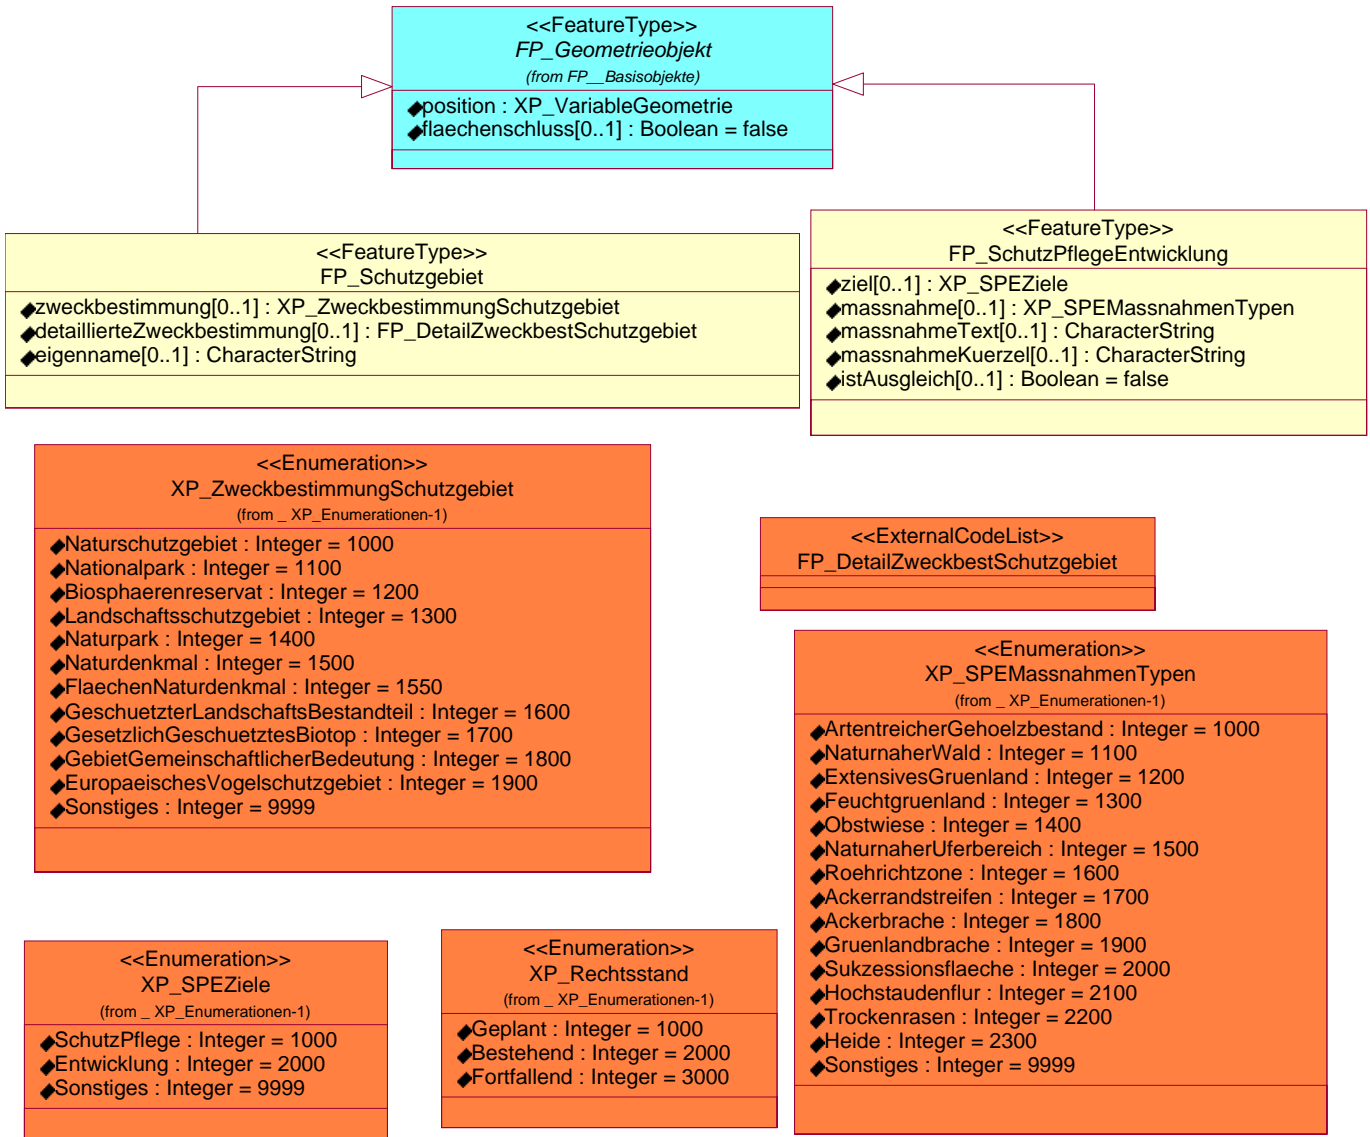 <<FeatureType>>
FP_Geometrieobjekt
(from FP__Basisobjekte)
position : XP_VariableGeometrie
flaechenschluss[0..1] : Boolean = false
<<FeatureType>>
FP_Schutzgebiet
zweckbestimmung[0..1] : XP_ZweckbestimmungSchutzgebiet
detaillierteZweckbestimmung[0..1] : FP_DetailZweckbestSchutzgebiet
eigenname[0..1] : CharacterString
<<FeatureType>>
FP_SchutzPflegeEntwicklung
ziel[0..1] : XP_SPEZiele
massnahme[0..1] : XP_SPEMassnahmenTypen
massnahmeText[0..1] : CharacterString
massnahmeKuerzel[0..1] : CharacterString
istAusgleich[0..1] : Boolean = false
<<Enumeration>>
XP_ZweckbestimmungSchutzgebiet
(from _ XP_Enumerationen-1)
Naturschutzgebiet : Integer = 1000
Nationalpark : Integer = 1100
Biosphaerenreservat : Integer = 1200
Landschaftsschutzgebiet : Integer = 1300
Naturpark : Integer = 1400
Naturdenkmal : Integer = 1500
FlaechenNaturdenkmal : Integer = 1550
GeschuetzterLandschaftsBestandteil : Integer = 1600
GesetzlichGeschuetztesBiotop : Integer = 1700
GebietGemeinschaftlicherBedeutung : Integer = 1800
EuropaeischesVogelschutzgebiet : Integer = 1900
Sonstiges : Integer = 9999
<<ExternalCodeList>>
FP_DetailZweckbestSchutzgebiet
<<Enumeration>>
XP_SPEMassnahmenTypen
(from _ XP_Enumerationen-1)
ArtentreicherGehoelzbestand : Integer = 1000
NaturnaherWald : Integer = 1100
ExtensivesGruenland : Integer = 1200
Feuchtgruenland : Integer = 1300
Obstwiese : Integer = 1400
NaturnaherUferbereich : Integer = 1500
Roehrichtzone : Integer = 1600
Ackerrandstreifen : Integer = 1700
Ackerbrache : Integer = 1800
Gruenlandbrache : Integer = 1900
Sukzessionsflaeche : Integer = 2000
Hochstaudenflur : Integer = 2100
Trockenrasen : Integer = 2200
Heide : Integer = 2300
Sonstiges : Integer = 9999
<<Enumeration>>
XP_SPEZiele
(from _ XP_Enumerationen-1)
SchutzPflege : Integer = 1000
Entwicklung : Integer = 2000
Sonstiges : Integer = 9999
<<Enumeration>>
XP_Rechtsstand
(from _ XP_Enumerationen-1)
Geplant : Integer = 1000
Bestehend : Integer = 2000
Fortfallend : Integer = 3000